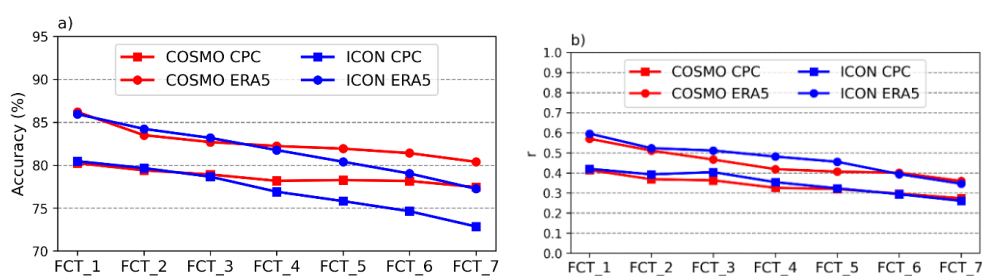 a)
95
90
85
80
75
70
Accuracy (%)
COSMO CPC
COSMO ERA5
ICON CPC
ICON ERA5
FCT_1 FCT_2 FCT_3 FCT_4 FCT_5 FCT_6 FCT_7
b)
1.0
0.9
0.8
0.7
0.6
0.5
0.4
0.3
0.2
0.1
0.0
r
COSMO CPC
COSMO ERA5
ICON CPC
ICON ERA5
FCT_1 FCT_2 FCT_3 FCT_4 FCT_5 FCT_6 FCT_7